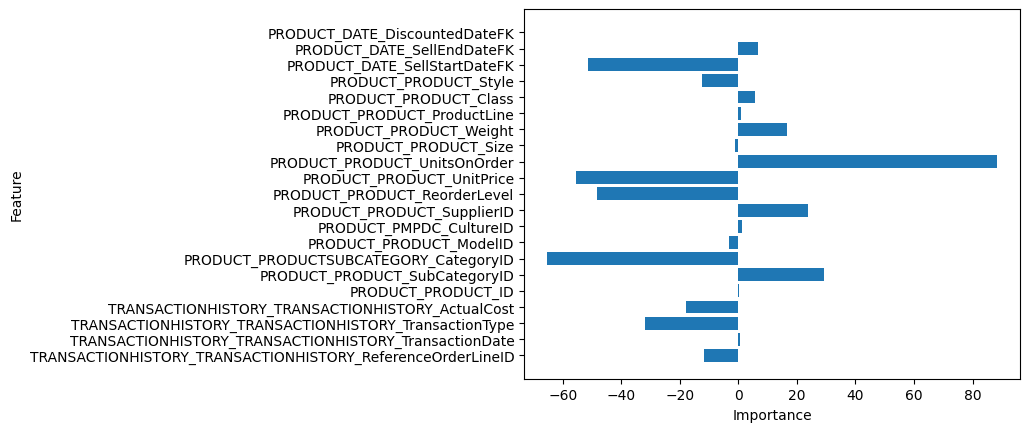 PRODUCT_DATE_DiscountedDateFK
PRODUCT_DATE_SellEndDateFK
PRODUCT_DATE_SellStartDateFK
PRODUCT_PRODUCT_Style
PRODUCT_PRODUCT_Class
PRODUCT_PRODUCT_ProductLine
PRODUCT_PRODUCT_Weight
PRODUCT_PRODUCT_Size
PRODUCT_PRODUCT_UnitsOnOrder
PRODUCT_PRODUCT_UnitPrice
PRODUCT_PRODUCT_ReorderLevel
PRODUCT_PRODUCT_SupplierID
PRODUCT_PMPDC_CultureID
PRODUCT_PRODUCT_ModelID
PRODUCT_PRODUCTSUBCATEGORY_CategoryID
PRODUCT_PRODUCT_SubCategoryID
PRODUCT_PRODUCT_ID
TRANSACTIONHISTORY_TRANSACTIONHISTORY_ActualCost
TRANSACTIONHISTORY_TRANSACTIONHISTORY_TransactionType
TRANSACTIONHISTORY_TRANSACTIONHISTORY_TransactionDate
TRANSACTIONHISTORY_TRANSACTIONHISTORY_ReferenceOrderLineID
Feature
−60 −40 −20 0 20 40 60 80
Importance